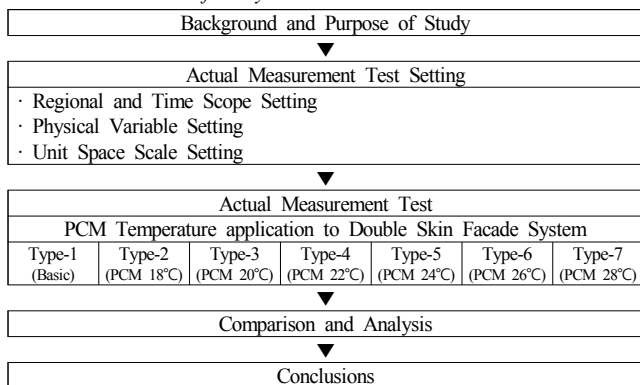 Background and Purpose of Study
▼
Actual Measurement Test Setting
· Regional and Time Scope Setting
· Physical Variable Setting
· Unit Space Scale Setting
▼
Actual Measurement Test
PCM Temperature application to Double Skin Facade System
Type-1 Type-2 Type-3 Type-4 Type-5 Type-6 Type-7
(Basic) (PCM 18℃) (PCM 20℃) (PCM 22℃) (PCM 24℃) (PCM 26℃) (PCM 28℃)
▼
Comparison and Analysis
▼
Conclusions